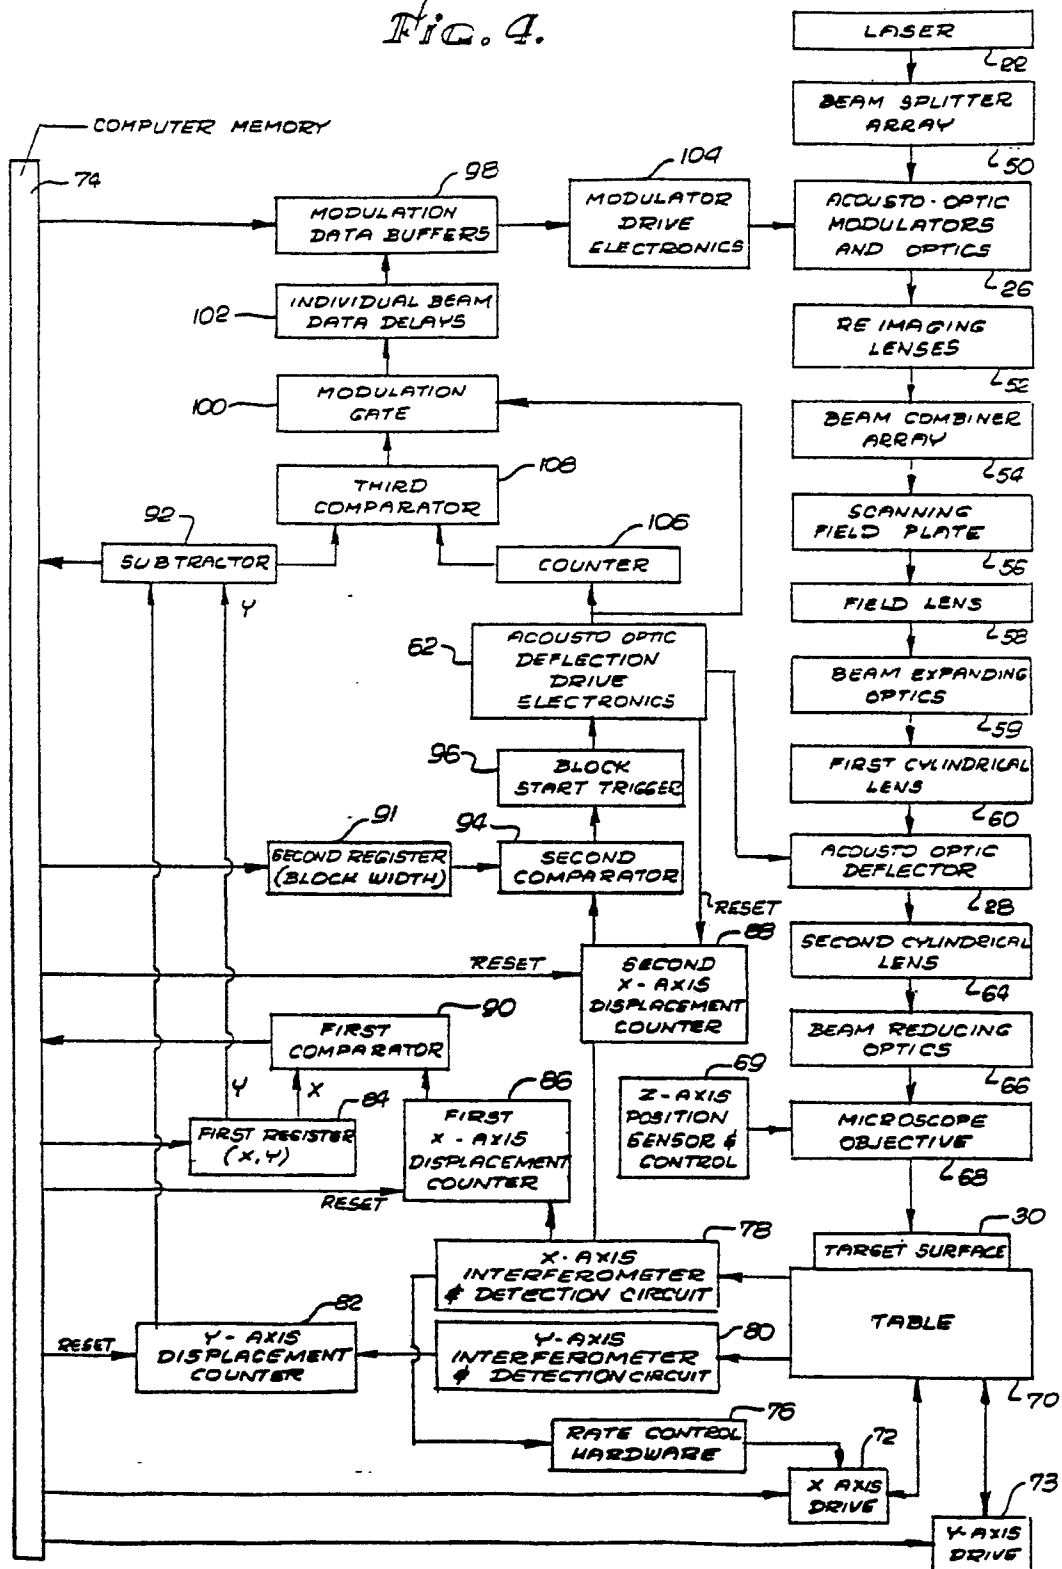 Fig. 4.
LASER
22
BEAM SPLITTER
ARRAY
50
COMPUTER MEMORY
74
98
MODULATION
DATA BUFFERS
104
MODULATOR
DRIVE
ELECTRONICS
ACOUSTO-OPTIC
MODULATORS
AND OPTICS
26
102
INDIVIDUAL BEAM
DATA DELAYS
RE IMAGING
LENSES
52
100
MODULATION
GATE
BEAM COMBINER
ARRAY
54
108
THIRD
COMPARATOR
SCANNING
FIELD PLATE
56
92
SUBTRACTOR
Y
106
COUNTER
FIELD LENS
58
62
ACOUSTO OPTIC
DEFLECTION
DRIVE
ELECTRONICS
BEAM EXPANDING
OPTICS
59
96
BLOCK
START TRIGGER
FIRST CYLINDRICAL
LENS
60
91
SECOND REGISTER
(BLOCK WIDTH)
94
SECOND
COMPARATOR
ACOUSTO OPTIC
DEFLECTOR
28
RESET
RESET
88
SECOND
X-AXIS
DISPLACEMENT
COUNTER
SECOND CYLINDRICAL
LENS
64
90
FIRST
COMPARATOR
BEAM REDUCING
OPTICS
66
Y
X
84
FIRST REGISTER
(X,Y)
86
FIRST
X-AXIS
DISPLACEMENT
COUNTER
RESET
69
Z-AXIS
POSITION
SENSOR &
CONTROL
MICROSCOPE
OBJECTIVE
68
30
TARGET SURFACE
78
X-AXIS
INTERFEROMETER
& DETECTION CIRCUIT
TABLE
70
RESET
82
Y-AXIS
DISPLACEMENT
COUNTER
80
Y-AXIS
INTERFEROMETER
& DETECTION CIRCUIT
76
RATE CONTROL
HARDWARE
72
X AXIS
DRIVE
73
Y-AXIS
DRIVE